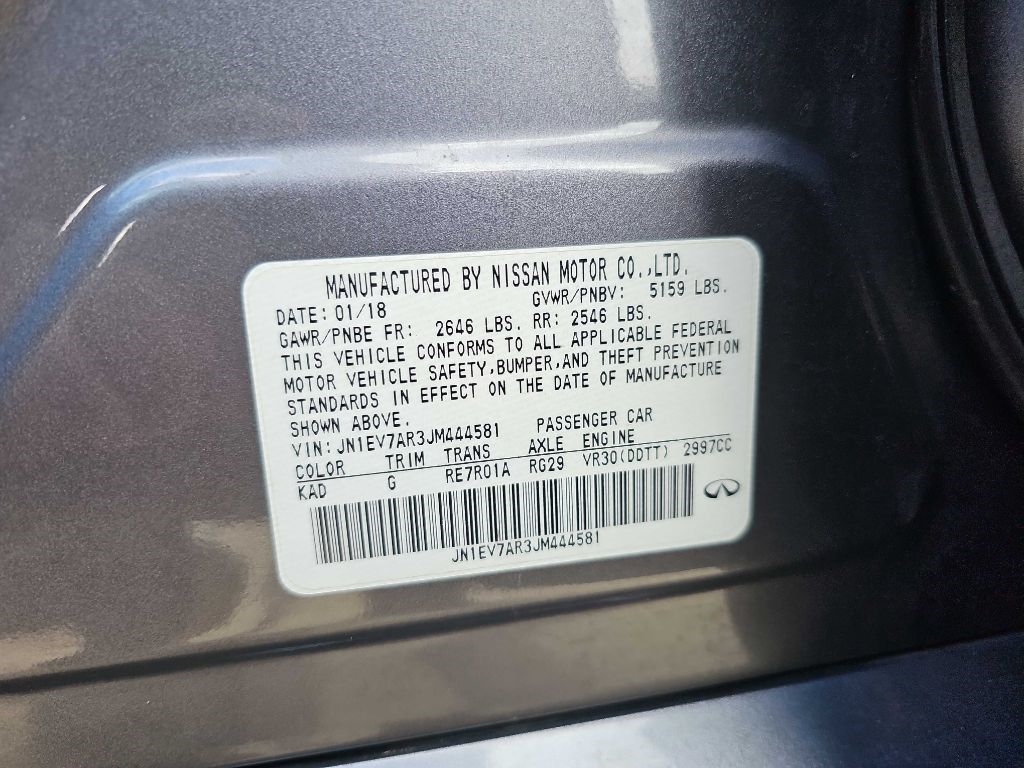 MANUFACTURED BY NISSAN MOTOR CO.,LTD.
DATE: 01/18 GVWR/PNBV: 5159 LBS.
GAWR/PNBE FR: 2646 LBS. RR: 2546 LBS.
THIS VEHICLE CONFORMS TO ALL APPLICABLE FEDERAL
MOTOR VEHICLE SAFETY,BUMPER,AND THEFT PREVENTION
STANDARDS IN EFFECT ON THE DATE OF MANUFACTURE
SHOWN ABOVE.
VIN: JN1EV7AR3JM444581 PASSENGER CAR
COLOR TRIM TRANS AXLE ENGINE
KAD G RE7R01A RG29 VR30(DDTT) 2997CC
JN1EV7AR3JM444581